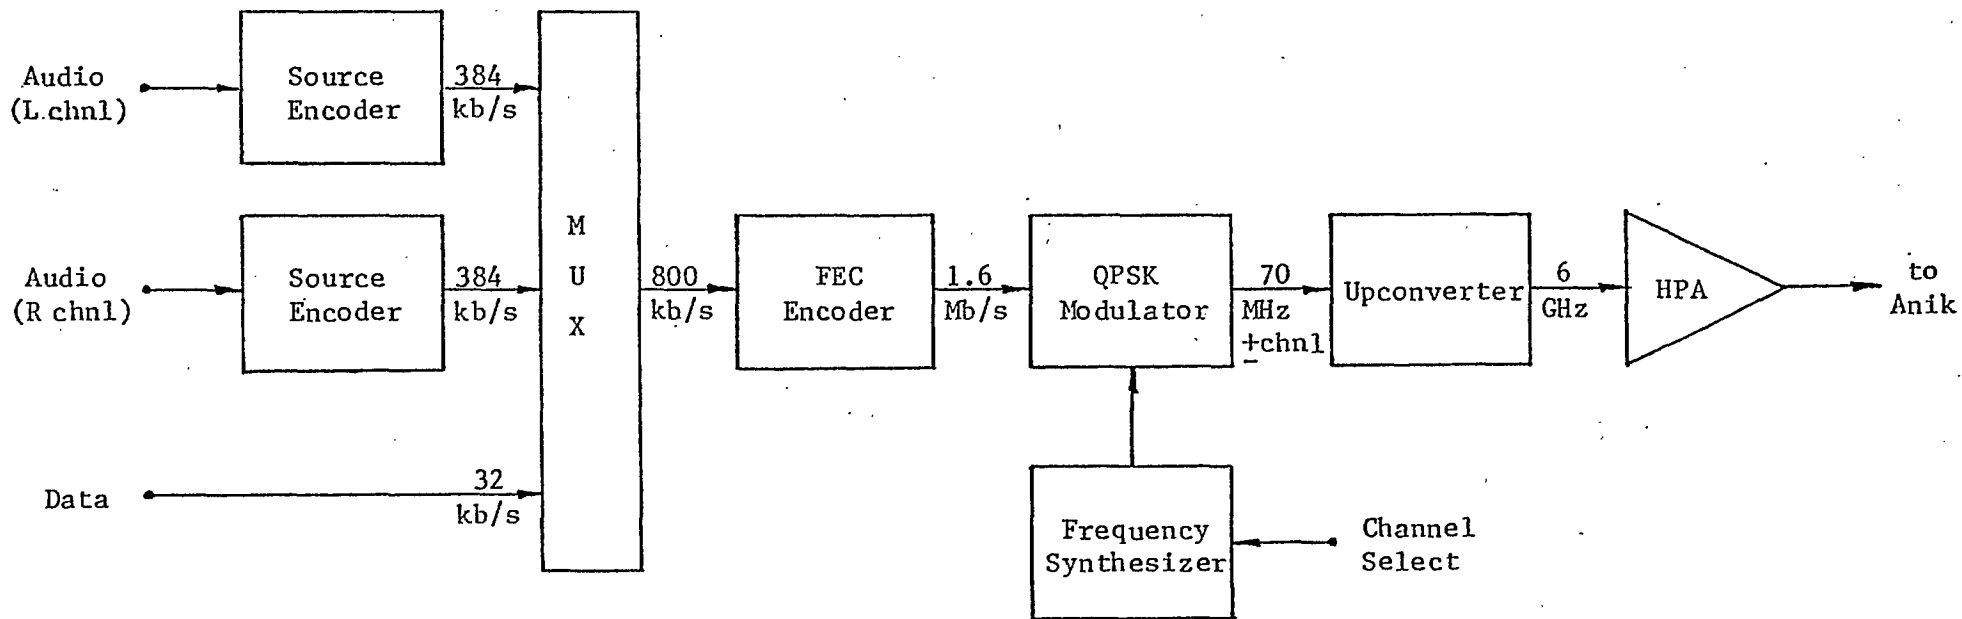 Audio
(L.chnl)
Source
Encoder
384
kb/s
Audio
(R chnl)
Source
Encoder
384
kb/s
Data
32
kb/s
M
U
X
800
kb/s
FEC
Encoder
1.6
Mb/s
QPSK
Modulator
70
MHz
±chnl
Upconverter
6
GHz
HPA
to
Anik
Frequency
Synthesizer
Channel
Select